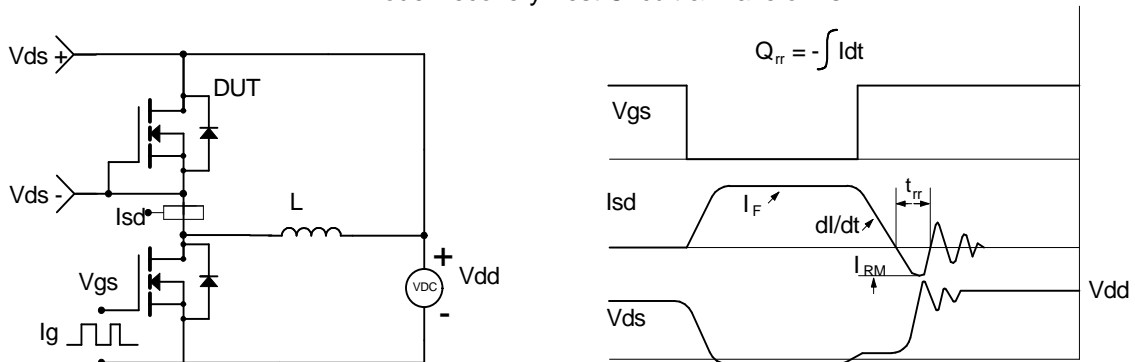 Vds +
DUT
Vds -
Isd
L
+
VDC
Vdd
-
Vgs
Ig
Qrr = -∫ Idt
Vgs
Isd
IF
dI/dt
trr
IRM
Vdd
Vds